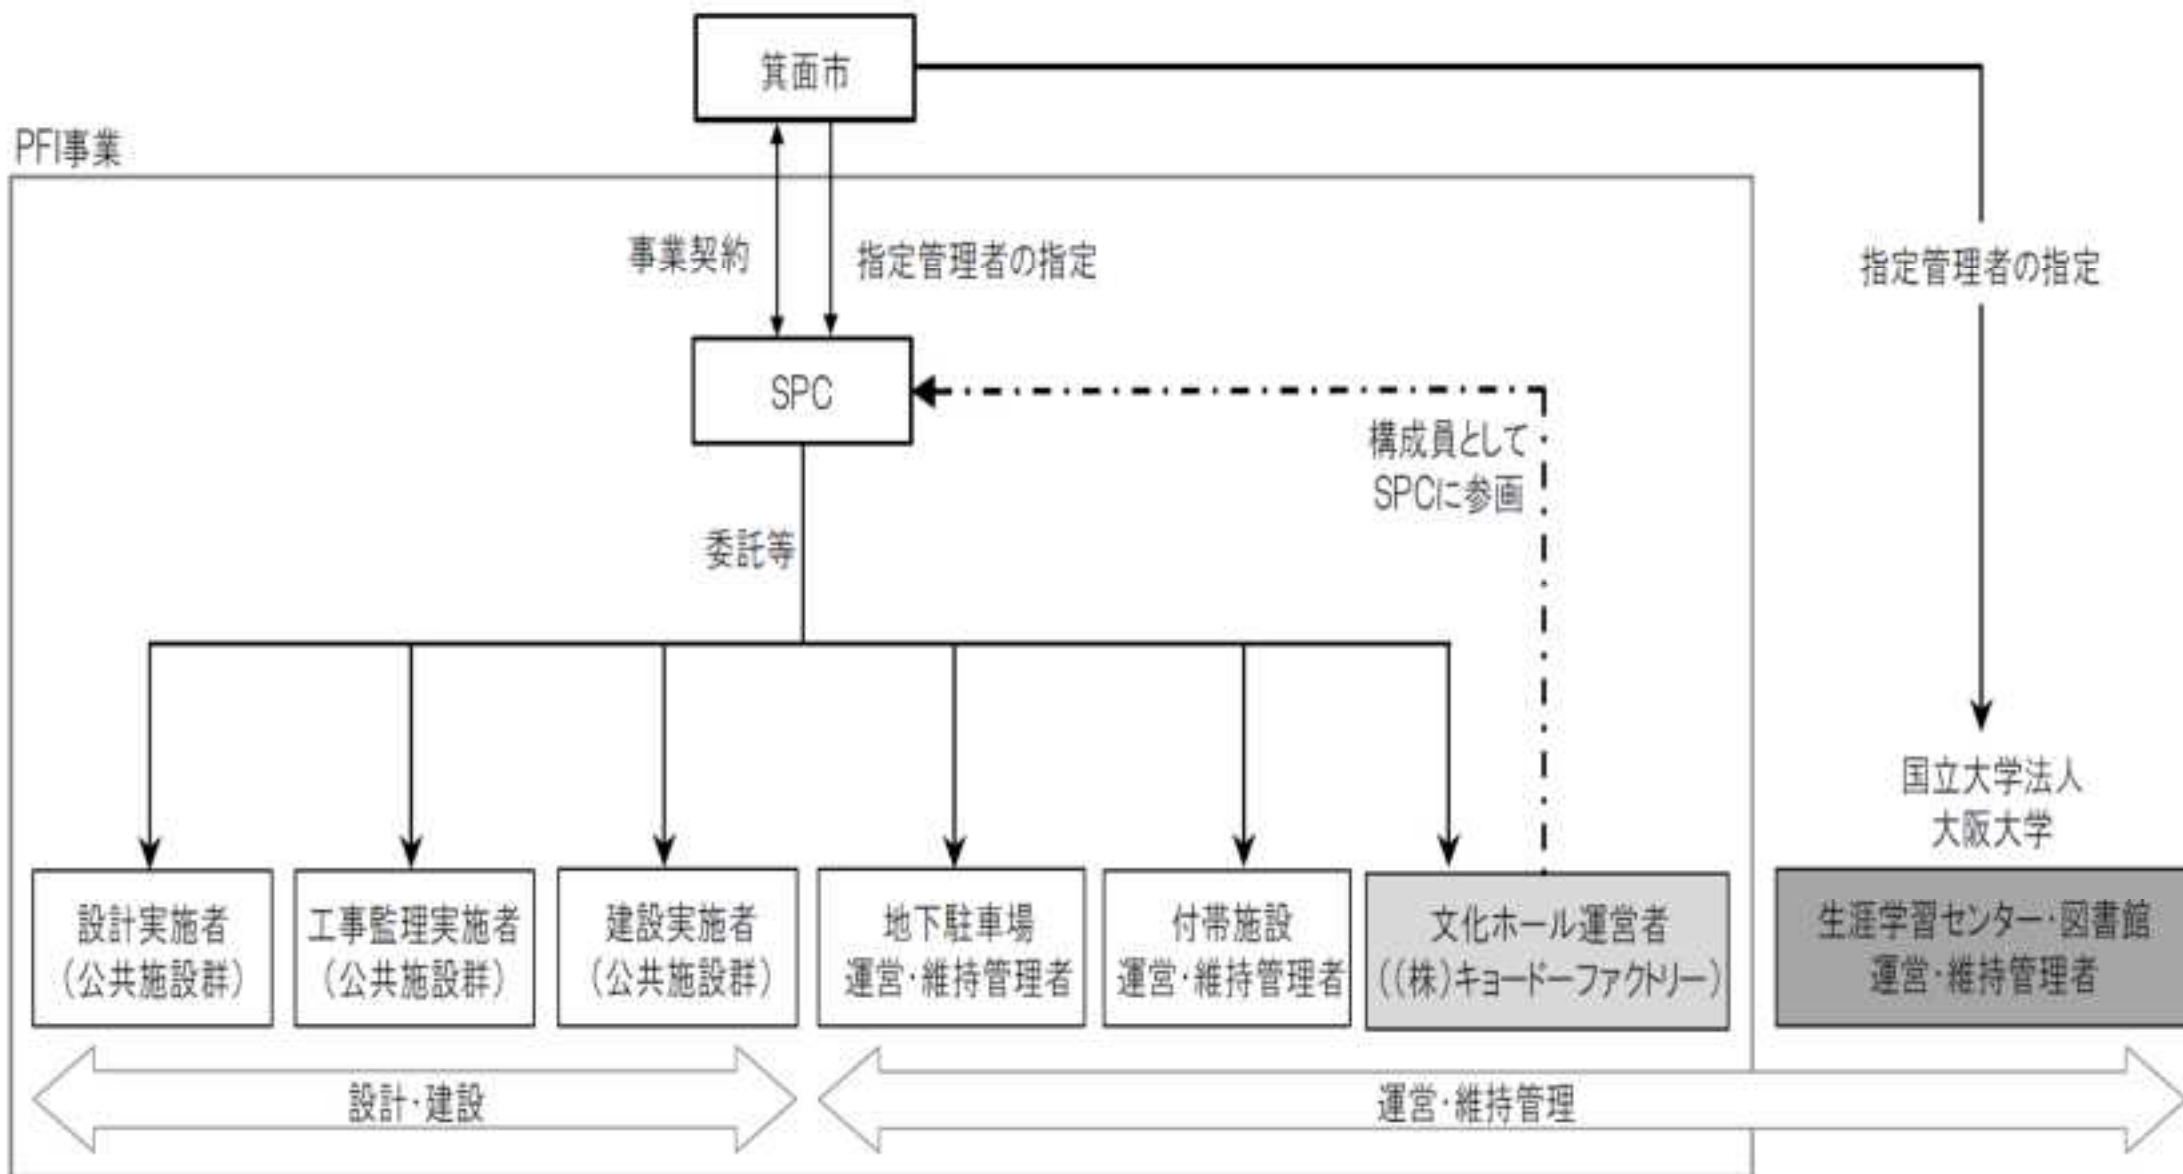 箕面市
PFI事業
事業契約
指定管理者の指定
指定管理者の指定
SPC
構成員として
SPCに参画
委託等
国立大学法人
大阪大学
設計実施者
(公共施設群)
工事監理実施者
(公共施設群)
建設実施者
(公共施設群)
地下駐車場
運営・維持管理者
付帯施設
運営・維持管理者
文化ホール運営者
((株)キョードーファクトリー)
生涯学習センター・図書館
運営・維持管理者
設計・建設
運営・維持管理